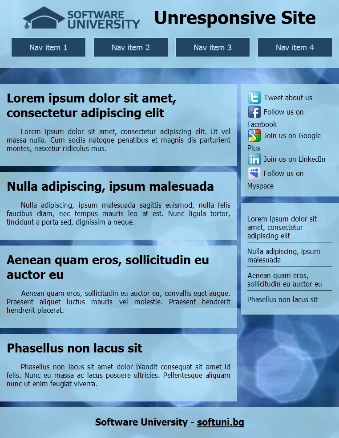 SOFTWARE
UNIVERSITY
Unresponsive Site
Nav item 1
Nav item 2
Nav item 3
Nav item 4
Lorem ipsum dolor sit amet,
consectetur adipiscing elit
Lorem ipsum dolor sit amet, consectetur adipiscing elit. Ut vel
massa nulla. Cum sociis natoque penatibus et magnis dis parturient
montes, nascetur ridiculus mus.
Nulla adipiscing, ipsum malesuada
Nulla adipiscing, ipsum malesuada sagittis euismod, nulla felis
faucibus diam, nec tempus mauris leo at est. Nunc ligula tortor,
tincidunt a porta sed, dignissim a neque.
Aenean quam eros, sollicitudin eu
auctor eu
Aenean quam eros, sollicitudin eu auctor eu, convallis eget augue.
Praesent aliquet luctus mauris vel molestie. Praesent hendrerit
hendrerit placerat.
Phasellus non lacus sit
Phasellus non lacus sit amet dolor blandit consequat sit amet id
felis. Nunc eu massa ac lacus posuere ultricies. Pellentesque aliquam
nunc ut enim feugiat viverra.
Tweet about us
Follow us on
Facebook
Join us on Google
Plus
Join us on LinkedIn
Follow us on
Myspace
Lorem ipsum dolor sit
amet, consectetur
adipiscing elit
Nulla adipiscing, ipsum
malesuada
Aenean quam eros,
sollicitudin eu auctor eu
Phasellus non lacus sit
Software University - softuni.bg